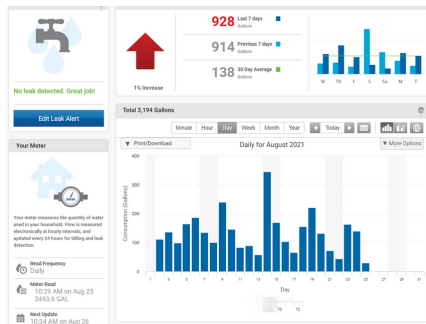 No leak detected. Great job!
Edit Leak Alert
Your Meter
Your meter measures the quantity of water
used in your household. Flow is measured
electronically at hourly intervals, and
updated every 24 hours for billing and leak
detection.
Read Frequency
Daily
Meter Read
10:29 AM on Aug 25
3493.6 GAL
Next Update
10:34 AM on Aug 26
1% Increase
928 Last 7 days
914 Previous 7 days
138 30 Day Average
W Th F S Su M T
Total 3,194 Gallons
Minute Hour Day Week Month Year Today
Print/Download
Daily for August 2021
More Options
Consumption (Gallons)
400
300
200
100
0
1 3 5 7 9 11 13 15 17 19 21 23 25 27 29 31
Day